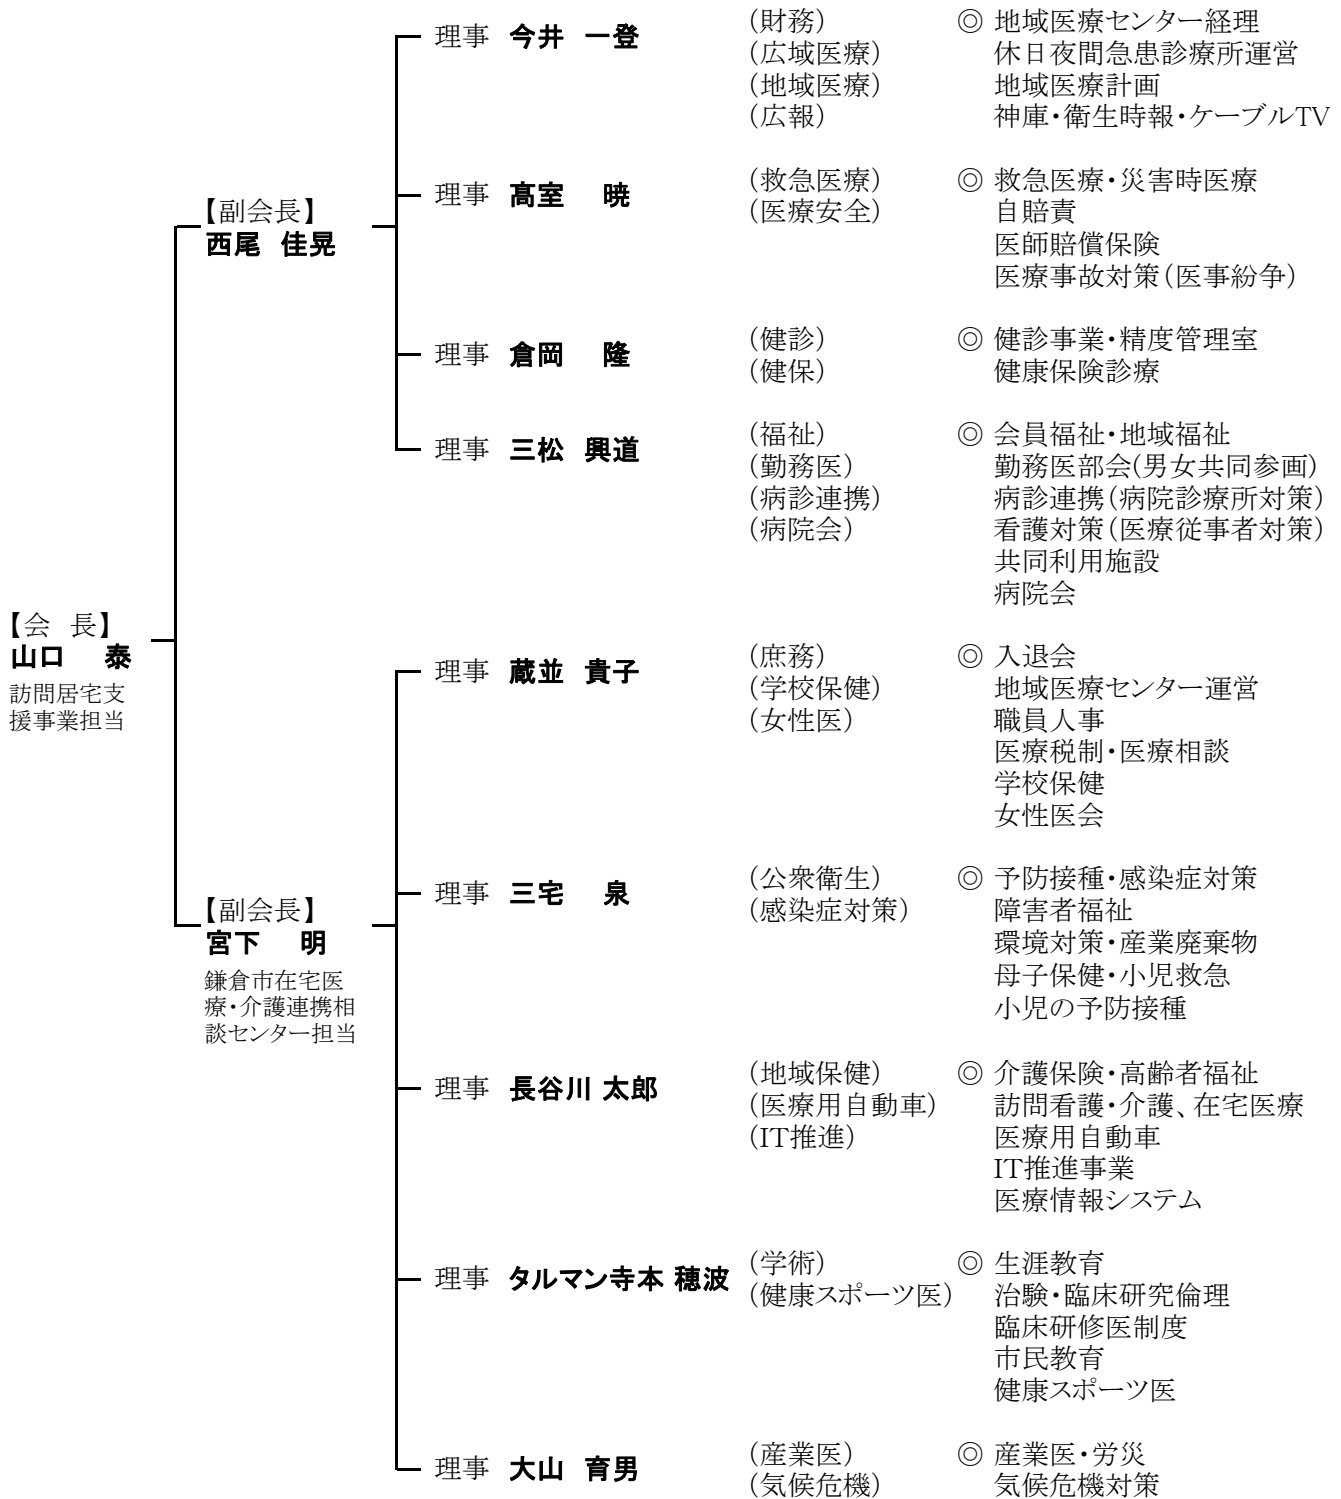 【会　長】
山口　泰
訪問居宅支
援事業担当
【副会長】
西尾　佳晃
理事　今井　一登　（財務）　◎ 地域医療センター経理
（広域医療）　休日夜間急患診療所運営
（地域医療）　地域医療計画
（広報）　神庫・衛生時報・ケーブルTV
理事　髙室　暁　（救急医療）　◎ 救急医療・災害時医療
（医療安全）　自賠責
医師賠償保険
医療事故対策（医事紛争）
理事　倉岡　隆　（健診）　◎ 健診事業・精度管理室
（健保）　健康保険診療
理事　三松　興道　（福祉）　◎ 会員福祉・地域福祉
（勤務医）　勤務医部会(男女共同参画)
（病診連携）　病診連携（病院診療所対策）
（病院会）　看護対策（医療従事者対策）
共同利用施設
病院会
【副会長】
宮下　明
鎌倉市在宅医
療・介護連携相
談センター担当
理事　蔵並　貴子　（庶務）　◎ 入退会
（学校保健）　地域医療センター運営
（女性医）　職員人事
医療税制・医療相談
学校保健
女性医会
理事　三宅　泉　（公衆衛生）　◎ 予防接種・感染症対策
（感染症対策）　障害者福祉
環境対策・産業廃棄物
母子保健・小児救急
小児の予防接種
理事　長谷川 太郎　（地域保健）　◎ 介護保険・高齢者福祉
（医療用自動車）　訪問看護・介護、在宅医療
（IT推進）　医療用自動車
IT推進事業
医療情報システム
理事　タルマン寺本 穂波　（学術）　◎ 生涯教育
（健康スポーツ医）　治験・臨床研究倫理
臨床研修医制度
市民教育
健康スポーツ医
理事　大山　育男　（産業医）　◎ 産業医・労災
（気候危機）　気候危機対策